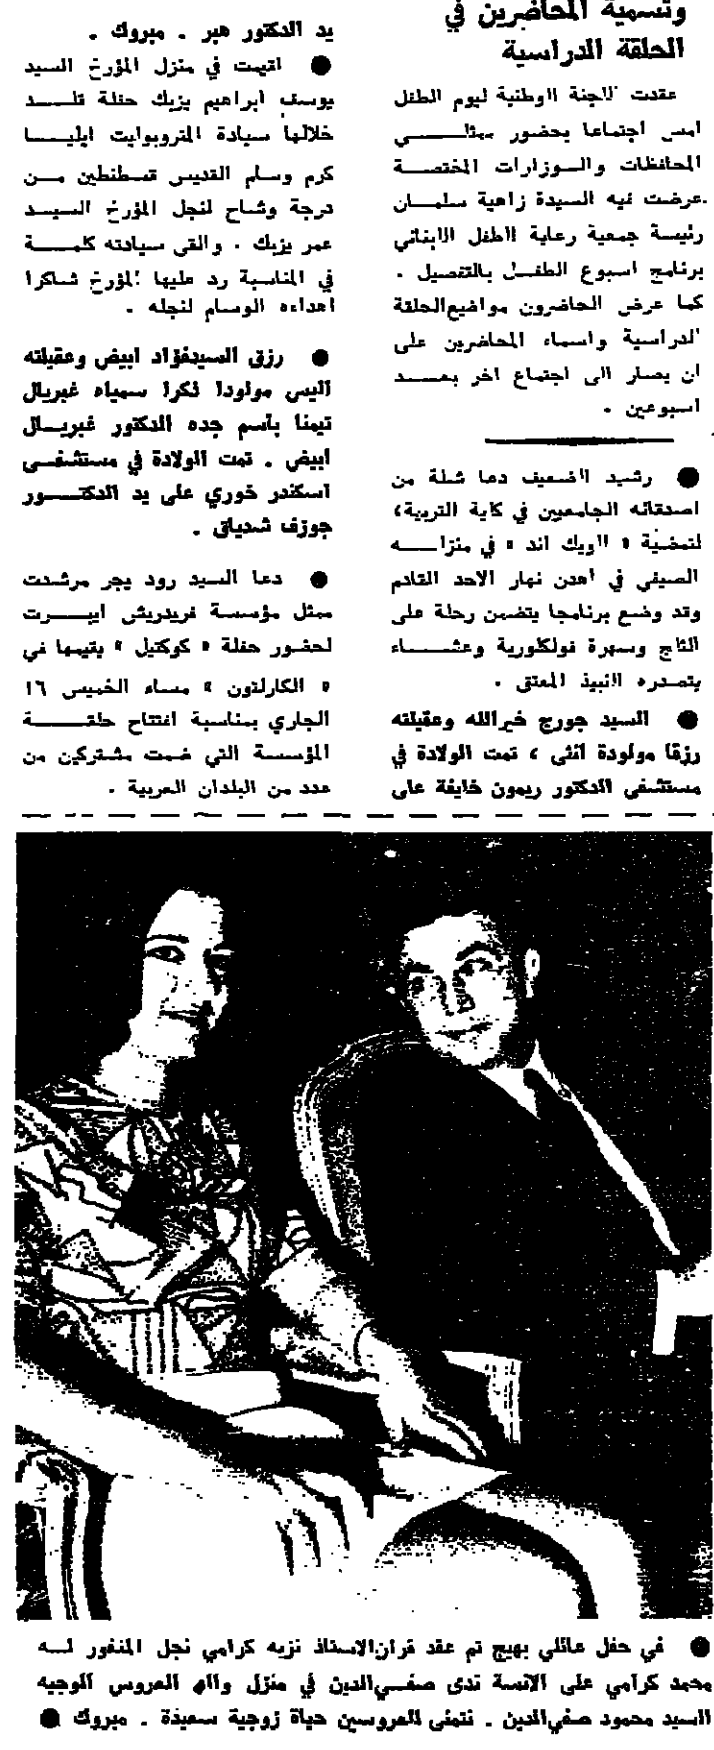 وتسمية المحاضرين في
الحلقة الدراسية
عقدت اللجنة الوطنية ليوم الطفل
امس اجتماعا بحضور ممثلي
المحافظات والوزارات المختصة
عرضت فيه السيدة زاهية سلمان
رئيسة جمعية رعاية الطفل اللبناني
برنامج اسبوع الطفل بالتفصيل .
كما عرض الحاضرون مواضيع الحلقة
الدراسية واسماء المحاضرين على
ان يصار الى اجتماع اخر بعد
اسبوعين .
● رشيد الضعيف دعا شلة من
اصدقائه الجامعيين في كلية التربية،
لتمضية « الويك اند » في منزله
الصيفي في اهدن نهار الاحد القادم
وقد وضع برنامجا يتضمن رحلة على
الثلج وسهرة فولكلورية وعشاء
يتصدره النبيذ المعتق .
● السيد جورج خيرالله وعقيلته
رزقا مولودة انثى ، تمت الولادة في
مستشفى الدكتور ريمون خليفة على
يد الدكتور هبر . مبروك .
● اقيمت في منزل المؤرخ السيد
يوسف ابراهيم يزبك حفلة قلد
خلالها سيادة المتروبوليت ايليا
كرم وسام القديس قسطنطين من
درجة وشاح لنجل المؤرخ السيد
عمر يزبك . والقى سيادته كلمة
في المناسبة رد عليها المؤرخ شاكرا
اهداءه الوسام لنجله .
● رزق السيد فؤاد ابيض وعقيلته
اليس مولودا ذكرا سمياه غبريال
تيمنا باسم جده الدكتور غبريال
ابيض . تمت الولادة في مستشفى
اسكندر خوري على يد الدكتور
جوزف شدياق .
● دعا السيد رود يجر مرشدت
ممثل مؤسسة فريدريش ايبرت
لحضور حفلة « كوكتيل » يقيمها في
« الكارلتون » مساء الخميس ١٦
الجاري بمناسبة افتتاح حلقة
المؤسسة التي ضمت مشتركين من
عدد من البلدان العربية .
● في حفل عائلي بهيج تم عقد قران الاستاذ نزيه كرامي نجل المغفور له
محمد كرامي على الانسة ندى صفي الدين في منزل والد العروس الوجيه
السيد محمود صفي الدين . نتمنى للعروسين حياة زوجية سعيدة . مبروك ●